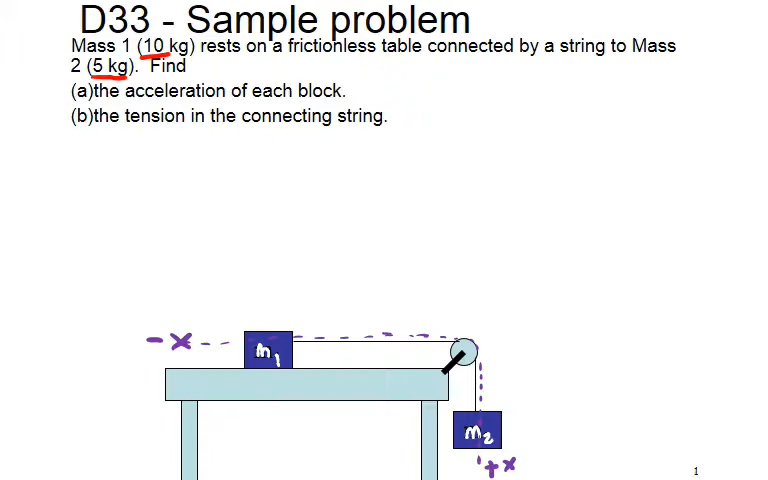 D33 - Sample problem
Mass 1 (10 kg) rests on a frictionless table connected by a string to Mass
2 (5 kg). Find
(a)the acceleration of each block.
(b)the tension in the connecting string.
- x
m1
m2
+ x
1